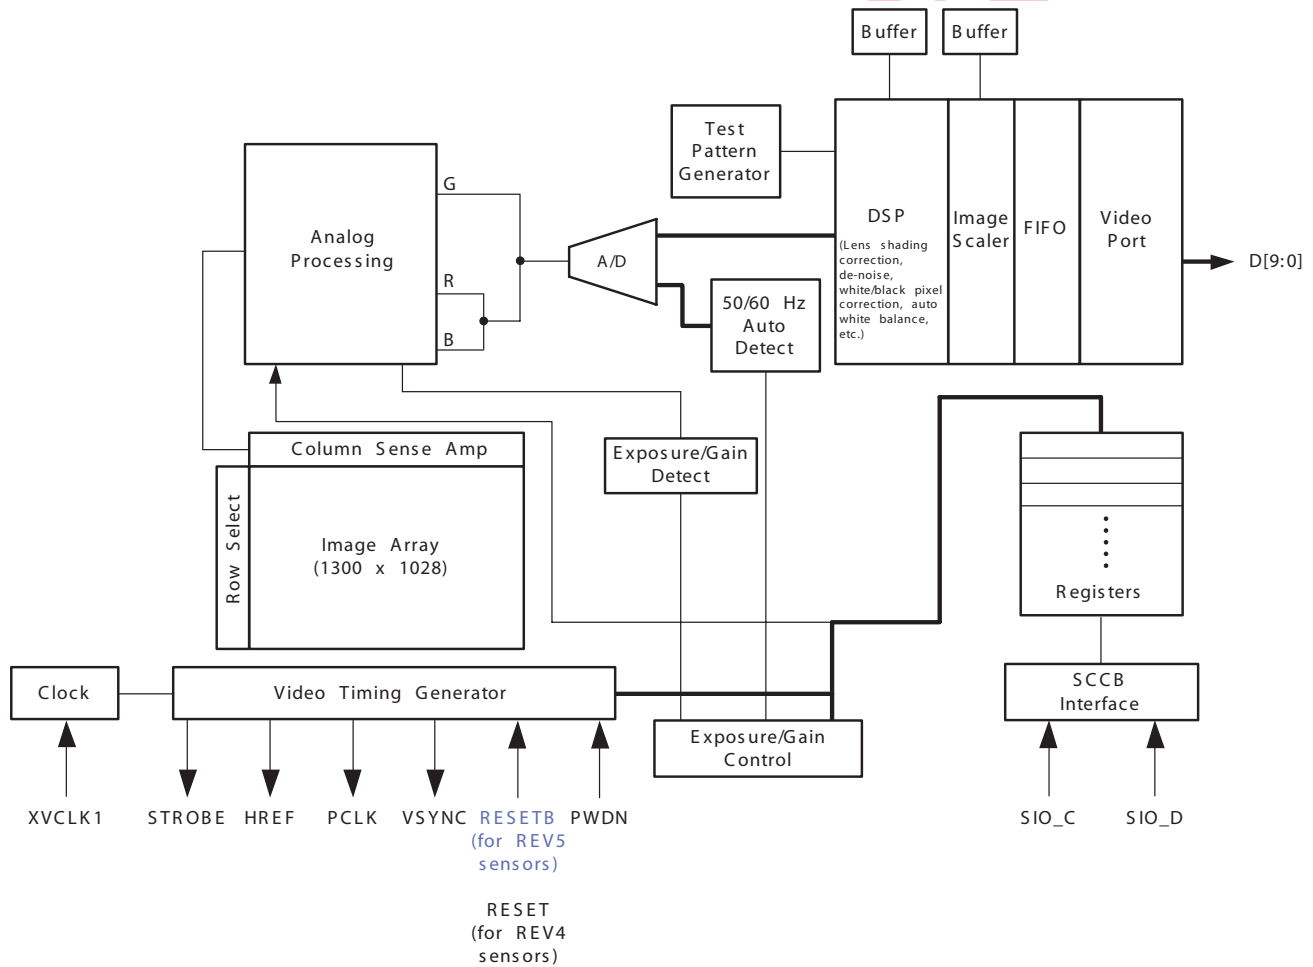 Buffer
Buffer
Test
Pattern
Generator
DSP
(Lens shading
correction,
de-noise,
white/black pixel
correction, auto
white balance,
etc.)
Image
Scaler
FIFO
Video
Port
D[9:0]
Analog
Processing
G
R
B
A/D
50/60 Hz
Auto
Detect
Column Sense Amp
Row Select
Image Array
(1300 x 1028)
Exposure/Gain
Detect
Registers
Clock
Video Timing Generator
Exposure/Gain
Control
SCCB
Interface
XVCLK1
STROBE
HREF
PCLK
VSYNC
RESETB
(for REV5
sensors)
PWDN
SIO_C
SIO_D
RESET
(for REV4
sensors)